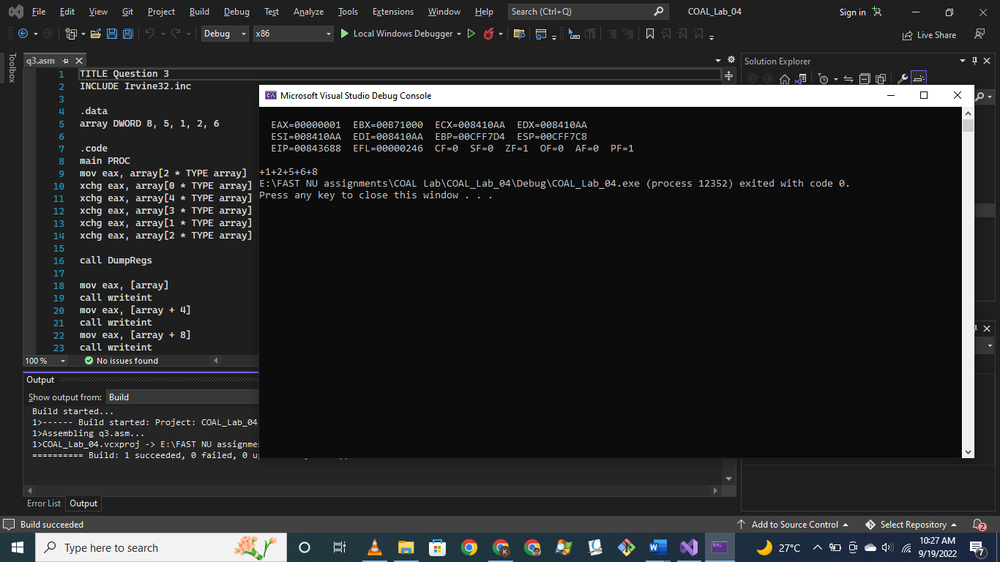 File Edit View Git Project Build Debug Test Analyze Tools Extensions Window Help Search (Ctrl+Q) COAL_Lab_04 Sign in
Debug x86 Local Windows Debugger Live Share
Toolbox
q3.asm
Solution Explorer
1 TITLE Question 3
2 INCLUDE Irvine32.inc
3
4 .data
5 array DWORD 8, 5, 1, 2, 6
6
7 .code
8 main PROC
9 mov eax, array[2 * TYPE array]
10 xchg eax, array[0 * TYPE array]
11 xchg eax, array[4 * TYPE array]
12 xchg eax, array[3 * TYPE array]
13 xchg eax, array[1 * TYPE array]
14 xchg eax, array[2 * TYPE array]
15
16 call DumpRegs
17
18 mov eax, [array]
19 call writeint
20 mov eax, [array + 4]
21 call writeint
22 mov eax, [array + 8]
23 call writeint
100 % No issues found
Microsoft Visual Studio Debug Console
EAX=00000001 EBX=00B71000 ECX=008410AA EDX=008410AA
ESI=008410AA EDI=008410AA EBP=00CFF7D4 ESP=00CFF7C8
EIP=00843688 EFL=00000246 CF=0 SF=0 ZF=1 OF=0 AF=0 PF=1
+1+2+5+6+8
E:\FAST NU assignments\COAL Lab\COAL_Lab_04\Debug\COAL_Lab_04.exe (process 12352) exited with code 0.
Press any key to close this window . . .
Output
Show output from: Build
Build started...
1>------ Build started: Project: COAL_Lab_04
1>Assembling q3.asm...
1>COAL_Lab_04.vcxproj -> E:\FAST NU
========== Build: 1 succeeded, 0 failed, 0
Error List Output
Build succeeded Add to Source Control Select Repository 2
Type here to search 27°C 10:27 AM
9/19/2022 7